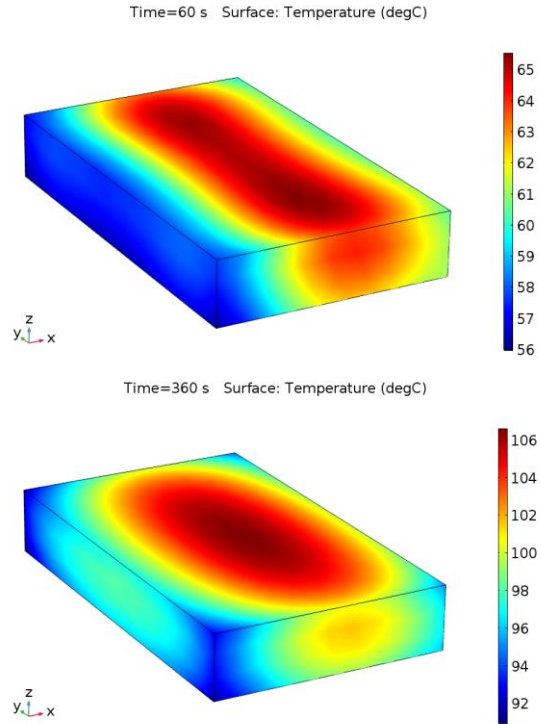 Time=60 s   Surface: Temperature (degC)
65
64
63
62
61
60
59
58
57
56
z
y
x
Time=360 s   Surface: Temperature (degC)
106
104
102
100
98
96
94
92
z
y
x